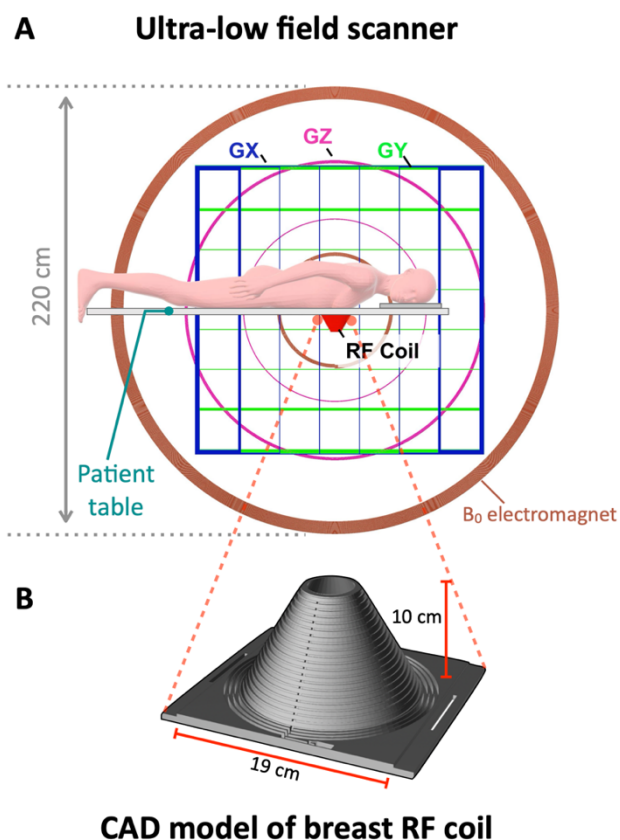 A
Ultra-low field scanner
GX
GZ
GY
220 cm
RF Coil
Patient
table
B₀ electromagnet
B
10 cm
19 cm
CAD model of breast RF coil